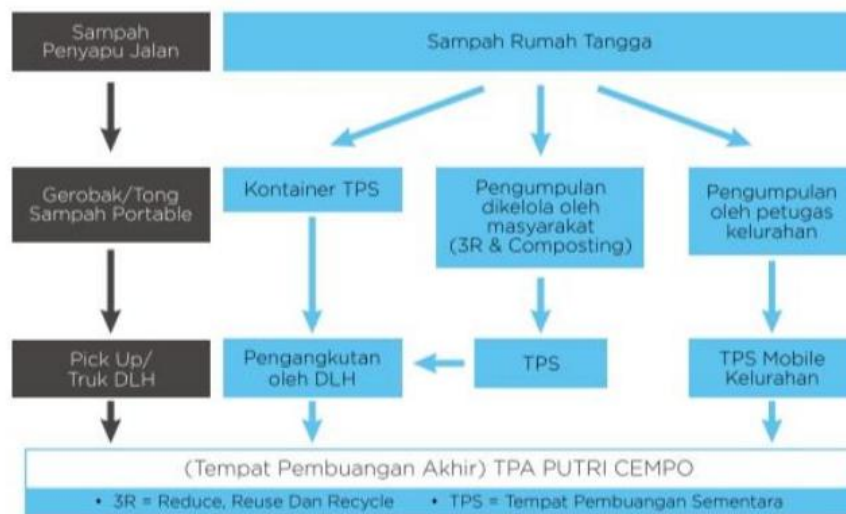 Sampah
Penyapu Jalan
Sampah Rumah Tangga
Gerobak/Tong
Sampah Portable
Kontainer TPS
Pengumpulan
dikelola oleh
masyarakat
(3R & Composting)
Pengumpulan
oleh petugas
kelurahan
Pick Up/
Truk DLH
Pengangkutan
oleh DLH
TPS
TPS Mobile
Kelurahan
(Tempat Pembuangan Akhir) TPA PUTRI CEMPO
• 3R = Reduce, Reuse Dan Recycle • TPS = Tempat Pembuangan Sementara